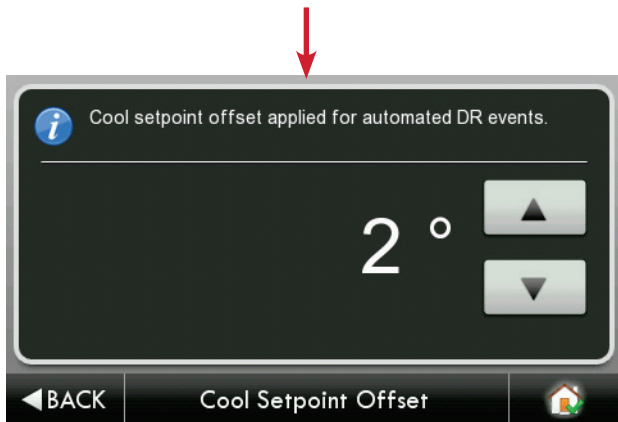 Cool setpoint offset applied for automated DR events.
2 °
BACK
Cool Setpoint Offset